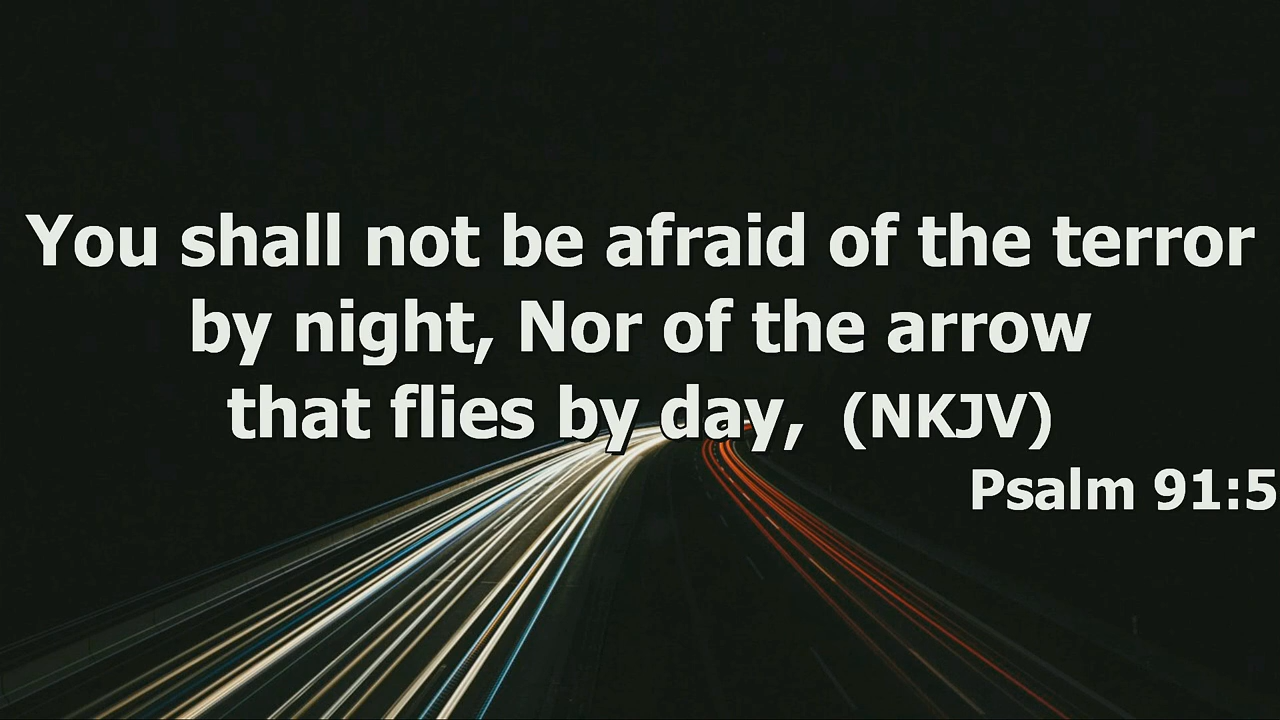 You shall not be afraid of the terror
by night, Nor of the arrow
that flies by day, (NKJV)
Psalm 91:5